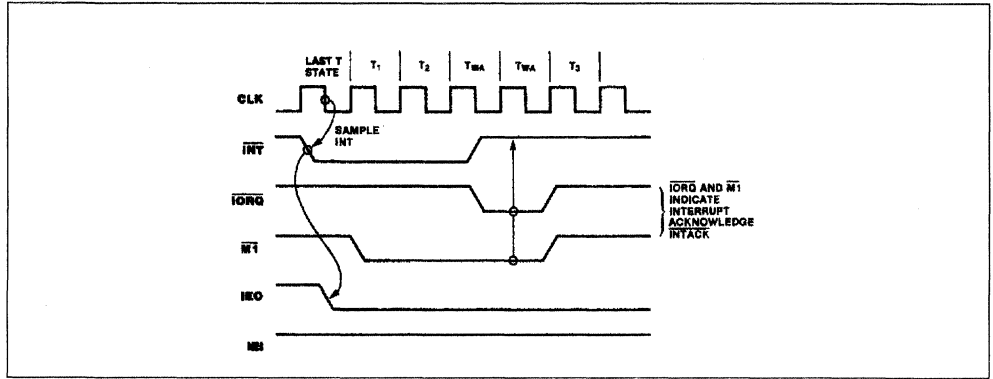 LAST T STATE T1 T2 TWA TWA T3
CLK
SAMPLE
INT
INT
IORQ
IORQ AND M1
INDICATE
INTERRUPT
ACKNOWLEDGE
INTACK
M1
IEO